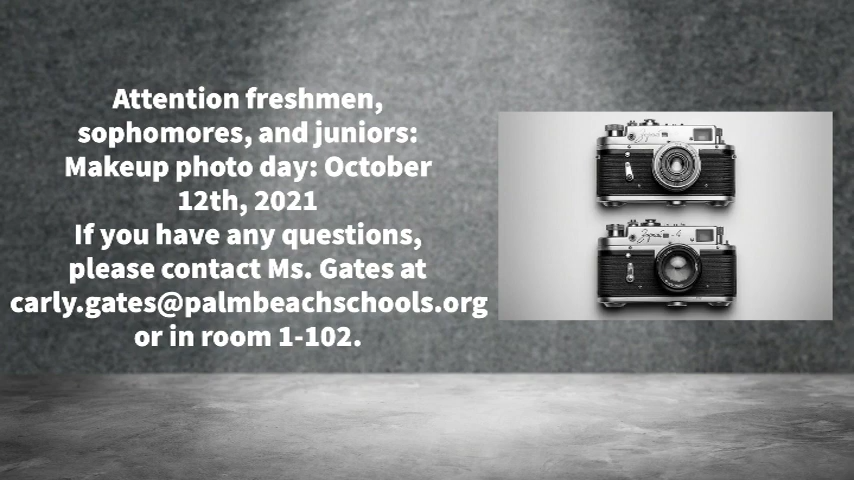 Attention freshmen,
sophomores, and juniors:
Makeup photo day: October
12th, 2021
If you have any questions,
please contact Ms. Gates at
carly.gates@palmbeachschools.org
or in room 1-102.